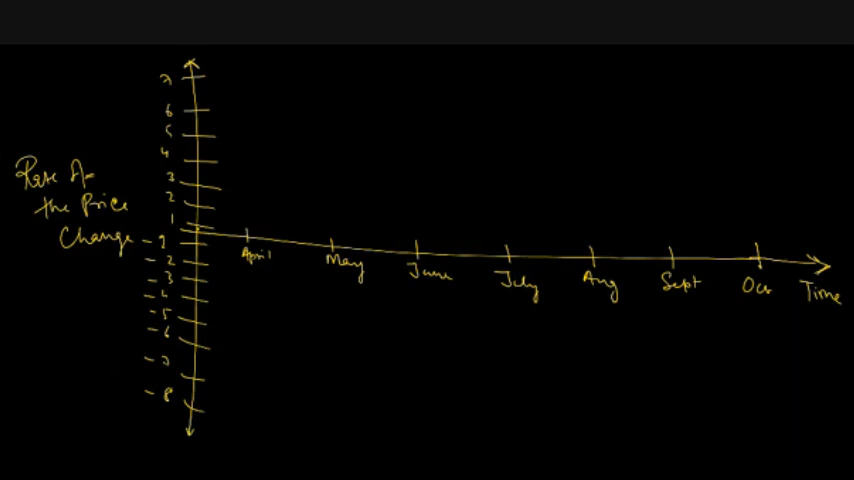 7
6
5
4
3
2
1
Rate of
the Price
Change
-1
-2
-3
-4
-5
-6
-7
-8
April
May
June
July
Aug
Sept
Oct
Time